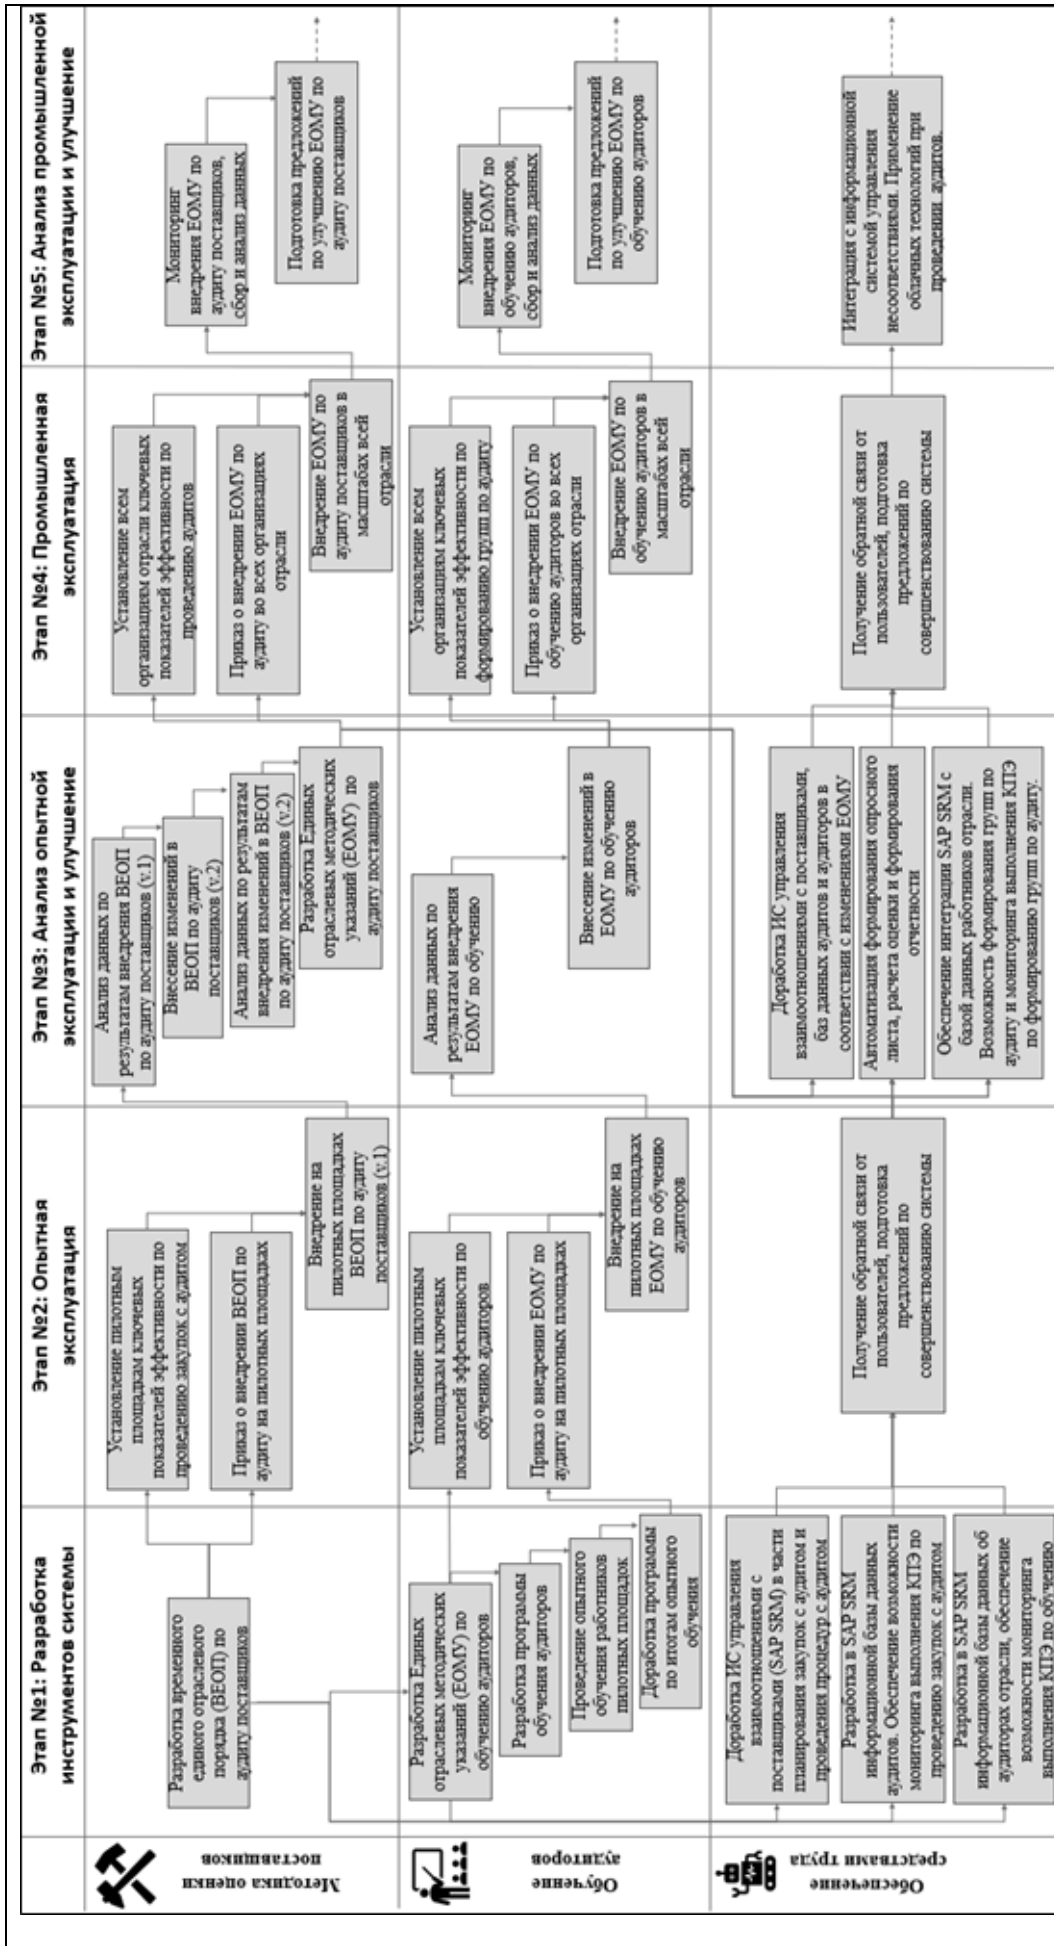 Этап №1: Разработка
инструментов системы
Этап №2: Опытная
эксплуатация
Этап №3: Анализ опытной
эксплуатации и улучшение
Этап №4: Промышленная
эксплуатация
Этап №5: Анализ промышленной
эксплуатации и улучшение
Методика оценки
поставщиков
Разработка временного
единого отраслевого
порядка (ВЕОП) по
аудиту поставщиков
Установление пилотным
площадкам ключевых
показателей эффективности по
проведению закупок с аудитом
Приказ о внедрении ВЕОП по
аудиту на пилотных площадках
Внедрение на
пилотных площадках
ВЕОП по аудиту
поставщиков (v.1)
Анализ данных по
результатам внедрения ВЕОП
по аудиту поставщиков (v.1)
Внесение изменений в
ВЕОП по аудиту
поставщиков (v.2)
Анализ данных по результатам
внедрения изменений в ВЕОП
по аудиту поставщиков (v.2)
Разработка Единых
отраслевых методических
указаний (ЕОМУ) по
аудиту поставщиков
Установление всем
организациям отрасли ключевых
показателей эффективности по
проведению аудитов
Приказ о внедрении ЕОМУ по
аудиту во всех организациях
отрасли
Внедрение ЕОМУ по
аудиту поставщиков в
масштабах всей
отрасли
Мониторинг
внедрения ЕОМУ по
аудиту поставщиков,
сбор и анализ данных
Подготовка предложений
по улучшению ЕОМУ по
аудиту поставщиков
Обучение
аудиторов
Разработка Единых
отраслевых методических
указаний (ЕОМУ) по
обучению аудиторов
Разработка программы
обучения аудиторов
Проведение опытного
обучения работников
пилотных площадок
Доработка программы
по итогам опытного
обучения
Установление пилотным
площадкам ключевых
показателей эффективности по
обучению аудиторов
Приказ о внедрении ЕОМУ по
аудиту на пилотных площадках
Внедрение на
пилотных площадках
ЕОМУ по обучению
аудиторов
Анализ данных по
результатам внедрения
ЕОМУ по обучению
Внесение изменений в
ЕОМУ по обучению
аудиторов
Установление всем
организациям ключевых
показателей эффективности по
формированию групп по аудиту
Приказ о внедрении ЕОМУ по
обучению аудиторов во всех
организациях отрасли
Внедрение ЕОМУ по
обучению аудиторов в
масштабах всей
отрасли
Мониторинг
внедрения ЕОМУ по
обучению аудиторов,
сбор и анализ данных
Подготовка предложений
по улучшению ЕОМУ по
обучению аудиторов
Обеспечение
средствами труда
Доработка ИС управления
взаимоотношениями с
поставщиками (SAP SRM) в части
планирования закупок с аудитом и
проведения процедур с аудитом
Разработка в SAP SRM
информационной базы данных
аудитов. Обеспечение возможности
мониторинга выполнения КПЭ по
проведению закупок с аудитом
Разработка в SAP SRM
информационной базы данных об
аудиторах отрасли, обеспечение
возможности мониторинга
выполнения КПЭ по обучению
Получение обратной связи от
пользователей, подготовка
предложений по
совершенствованию системы
Доработка ИС управления
взаимоотношениями с поставщиками,
баз данных аудитов и аудиторов в
соответствии с изменениями ЕОМУ
Автоматизация формирования опросного
листа, расчета оценки и формирования
отчетности
Обеспечение интеграции SAP SRM с
базой данных работников отрасли.
Возможность формирования групп по
аудиту и мониторинга выполнения КПЭ
по формированию групп по аудиту.
Получение обратной связи от
пользователей, подготовка
предложений по
совершенствованию системы
Интеграция с информационной
системой управления
несоответствиями. Применение
облачных технологий при
проведении аудитов.